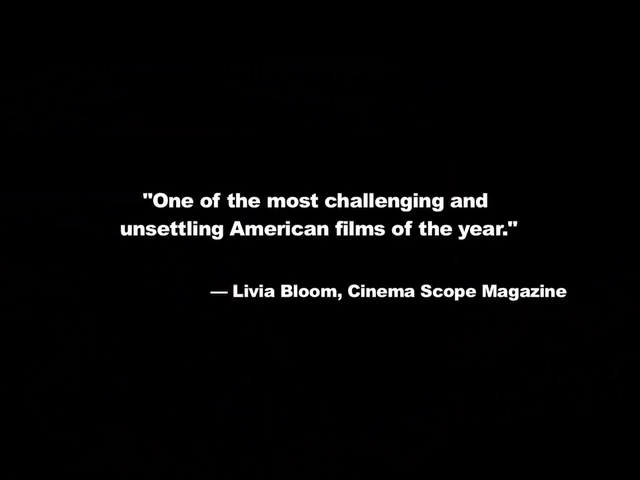 "One of the most challenging and
unsettling American films of the year."
— Livia Bloom, Cinema Scope Magazine